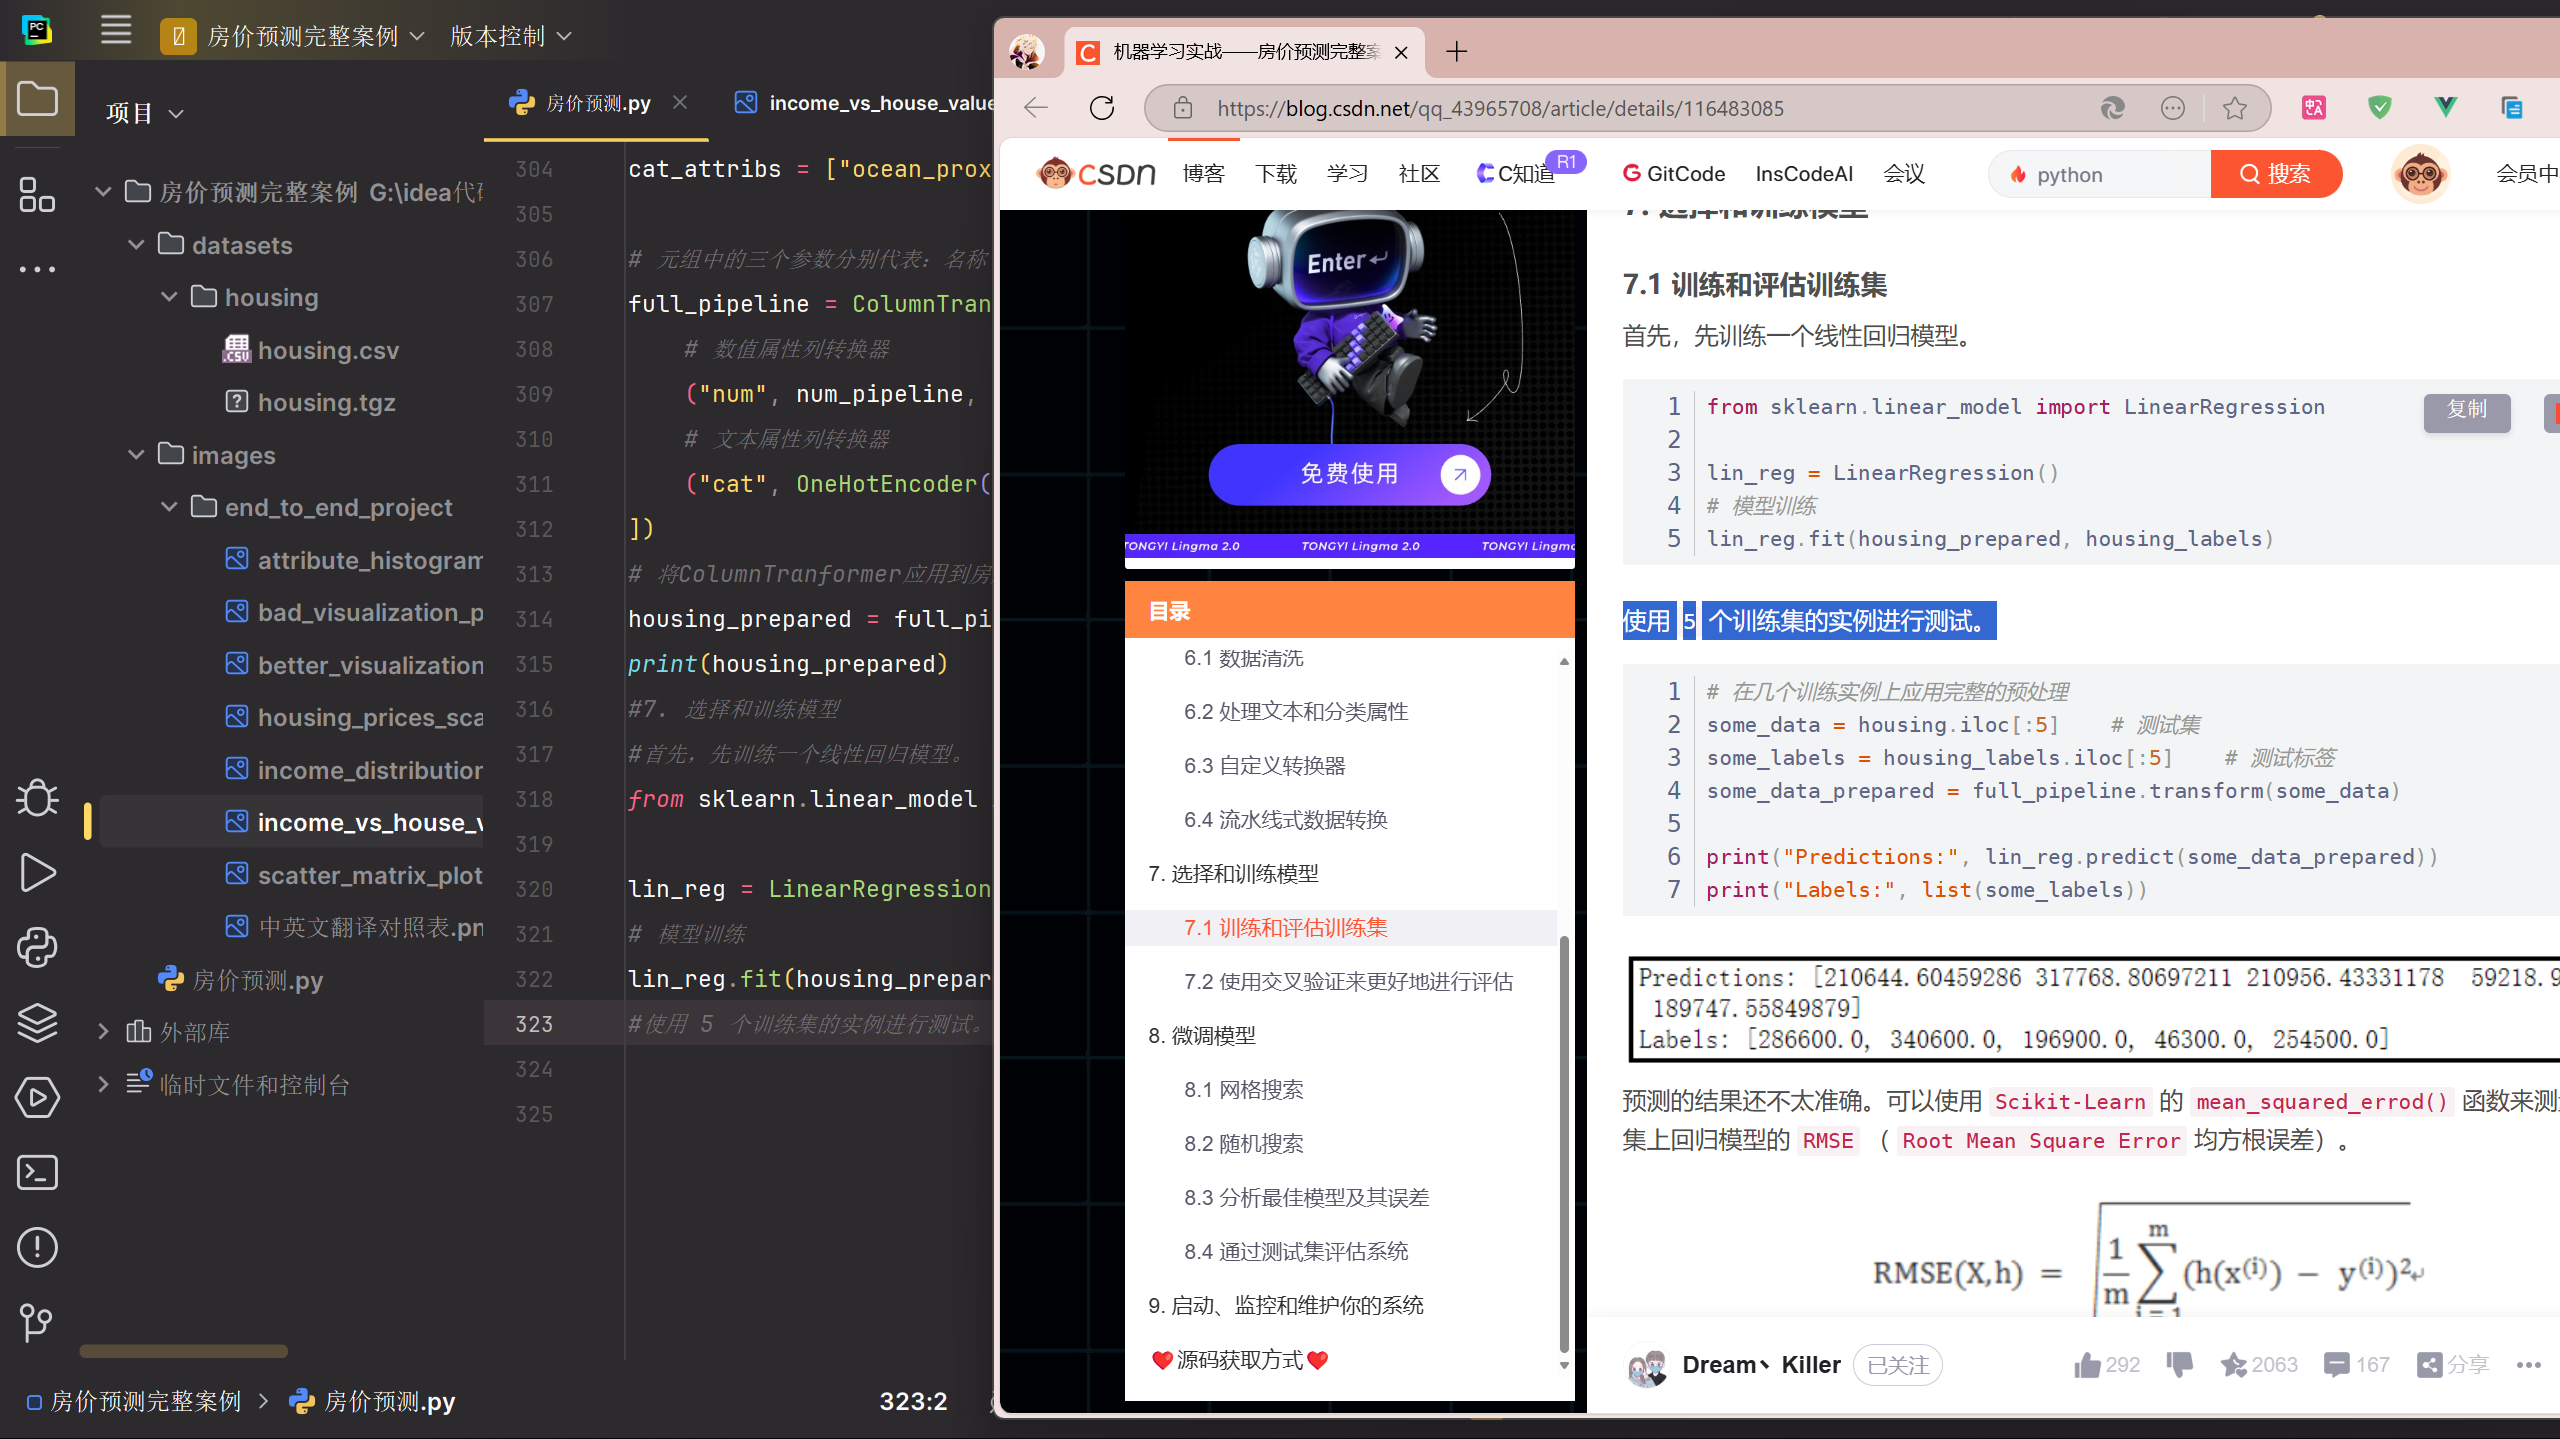 房价预测完整案例
版本控制
项目
房价预测完整案例 G:\idea代
datasets
housing
housing.csv
housing.tgz
images
end_to_end_project
attribute_histogram
bad_visualization_p
better_visualization
housing_prices_sca
income_distribution
income_vs_house_v
scatter_matrix_plot
中英文翻译对照表.pn
房价预测.py
外部库
临时文件和控制台
房价预测完整案例 > 房价预测.py
323:2
房价预测.py
income_vs_house_value
304 cat_attribs = ["ocean_prox
305
306 # 元组中的三个参数分别代表：名称
307 full_pipeline = ColumnTran
308 # 数值属性列转换器
309 ("num", num_pipeline,
310 # 文本属性列转换器
311 ("cat", OneHotEncoder(
312 ])
313 # 将ColumnTranformer应用到房
314 housing_prepared = full_pi
315 print(housing_prepared)
316 #7. 选择和训练模型
317 #首先，先训练一个线性回归模型。
318 from sklearn.linear_model
319
320 lin_reg = LinearRegression
321 # 模型训练
322 lin_reg.fit(housing_prepar
323 #使用 5 个训练集的实例进行测试。
324
325
机器学习实战——房价预测完整案
https://blog.csdn.net/qq_43965708/article/details/116483085
CSDN 博客 下载 学习 社区 C知道 R1 GitCode InsCodeAI 会议 python 搜索 会员中
Enter
免费使用
TONGYI Lingma 2.0 TONGYI Lingma 2.0 TONGYI Lingma
目录
6.1 数据清洗
6.2 处理文本和分类属性
6.3 自定义转换器
6.4 流水线式数据转换
7. 选择和训练模型
7.1 训练和评估训练集
7.2 使用交叉验证来更好地进行评估
8. 微调模型
8.1 网格搜索
8.2 随机搜索
8.3 分析最佳模型及其误差
8.4 通过测试集评估系统
9. 启动、监控和维护你的系统
❤️源码获取方式❤️
7. 选择和训练模型
7.1 训练和评估训练集
首先，先训练一个线性回归模型。
复制
1 from sklearn.linear_model import LinearRegression
2
3 lin_reg = LinearRegression()
4 # 模型训练
5 lin_reg.fit(housing_prepared, housing_labels)
使用 5 个训练集的实例进行测试。
1 # 在几个训练实例上应用完整的预处理
2 some_data = housing.iloc[:5] # 测试集
3 some_labels = housing_labels.iloc[:5] # 测试标签
4 some_data_prepared = full_pipeline.transform(some_data)
5
6 print("Predictions:", lin_reg.predict(some_data_prepared))
7 print("Labels:", list(some_labels))
Predictions: [210644.60459286 317768.80697211 210956.43331178 59218.9
189747.55849879]
Labels: [286600.0, 340600.0, 196900.0, 46300.0, 254500.0]
预测的结果还不太准确。可以使用 Scikit-Learn 的 mean_squared_errod() 函数来测
集上回归模型的 RMSE （ Root Mean Square Error 均方根误差）。
RMSE(X,h) = √ 1/m ∑ m i=1 (h(x⁽ⁱ⁾) − y⁽ⁱ⁾)²
Dream丶Killer 已关注 292 2063 167 分享